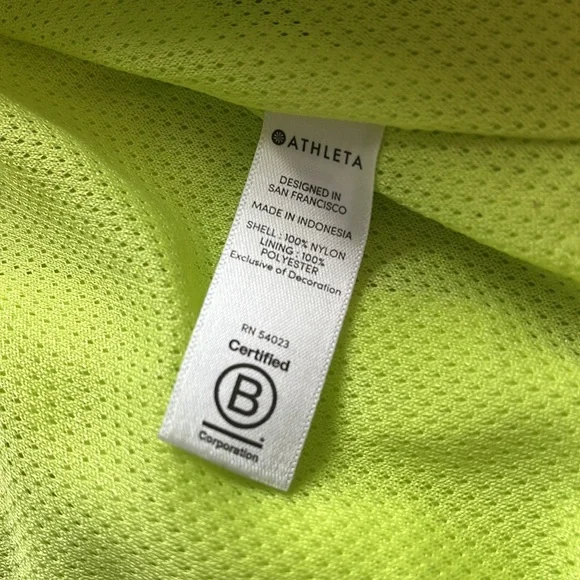 ATHLETA
DESIGNED IN
SAN FRANCISCO
MADE IN INDONESIA
SHELL : 100% NYLON
LINING : 100%
POLYESTER
Exclusive of Decoration
RN 54023
Certified
B
Corporation